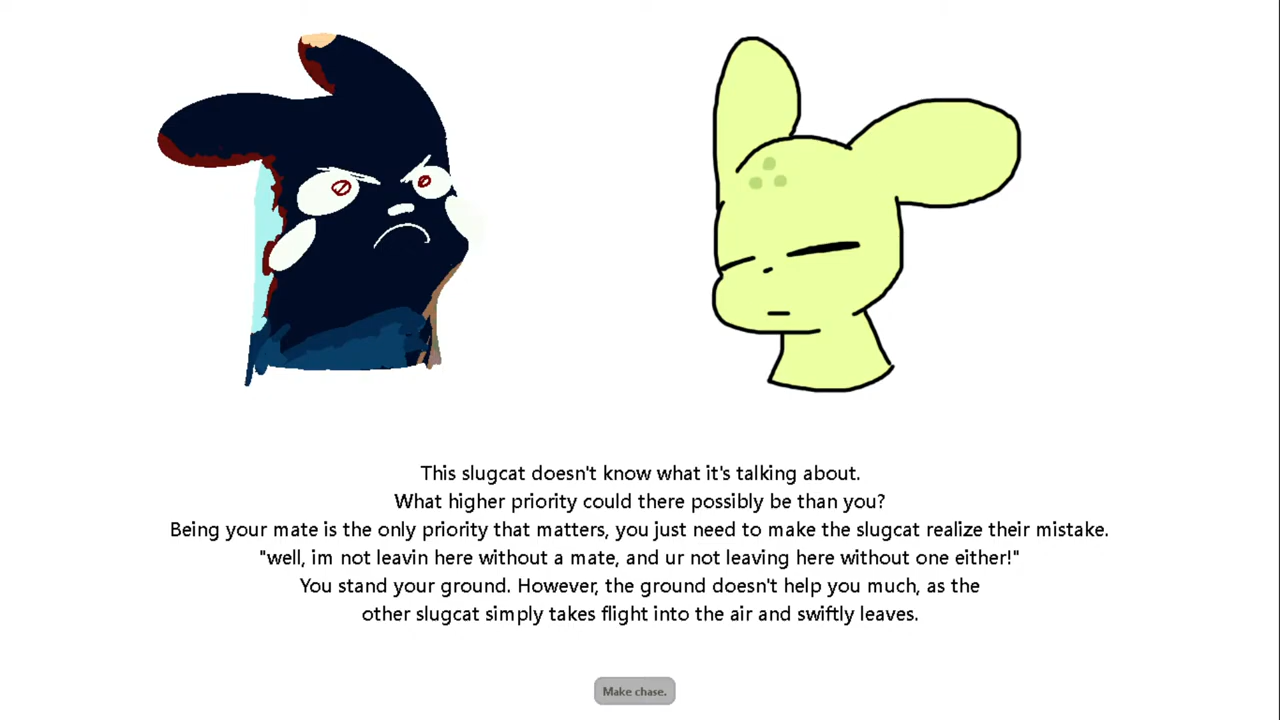 This slugcat doesn't know what it's talking about.
What higher priority could there possibly be than you?
Being your mate is the only priority that matters, you just need to make the slugcat realize their mistake.
"well, im not leavin here without a mate, and ur not leaving here without one either!"
You stand your ground. However, the ground doesn't help you much, as the
other slugcat simply takes flight into the air and swiftly leaves.
Make chase.